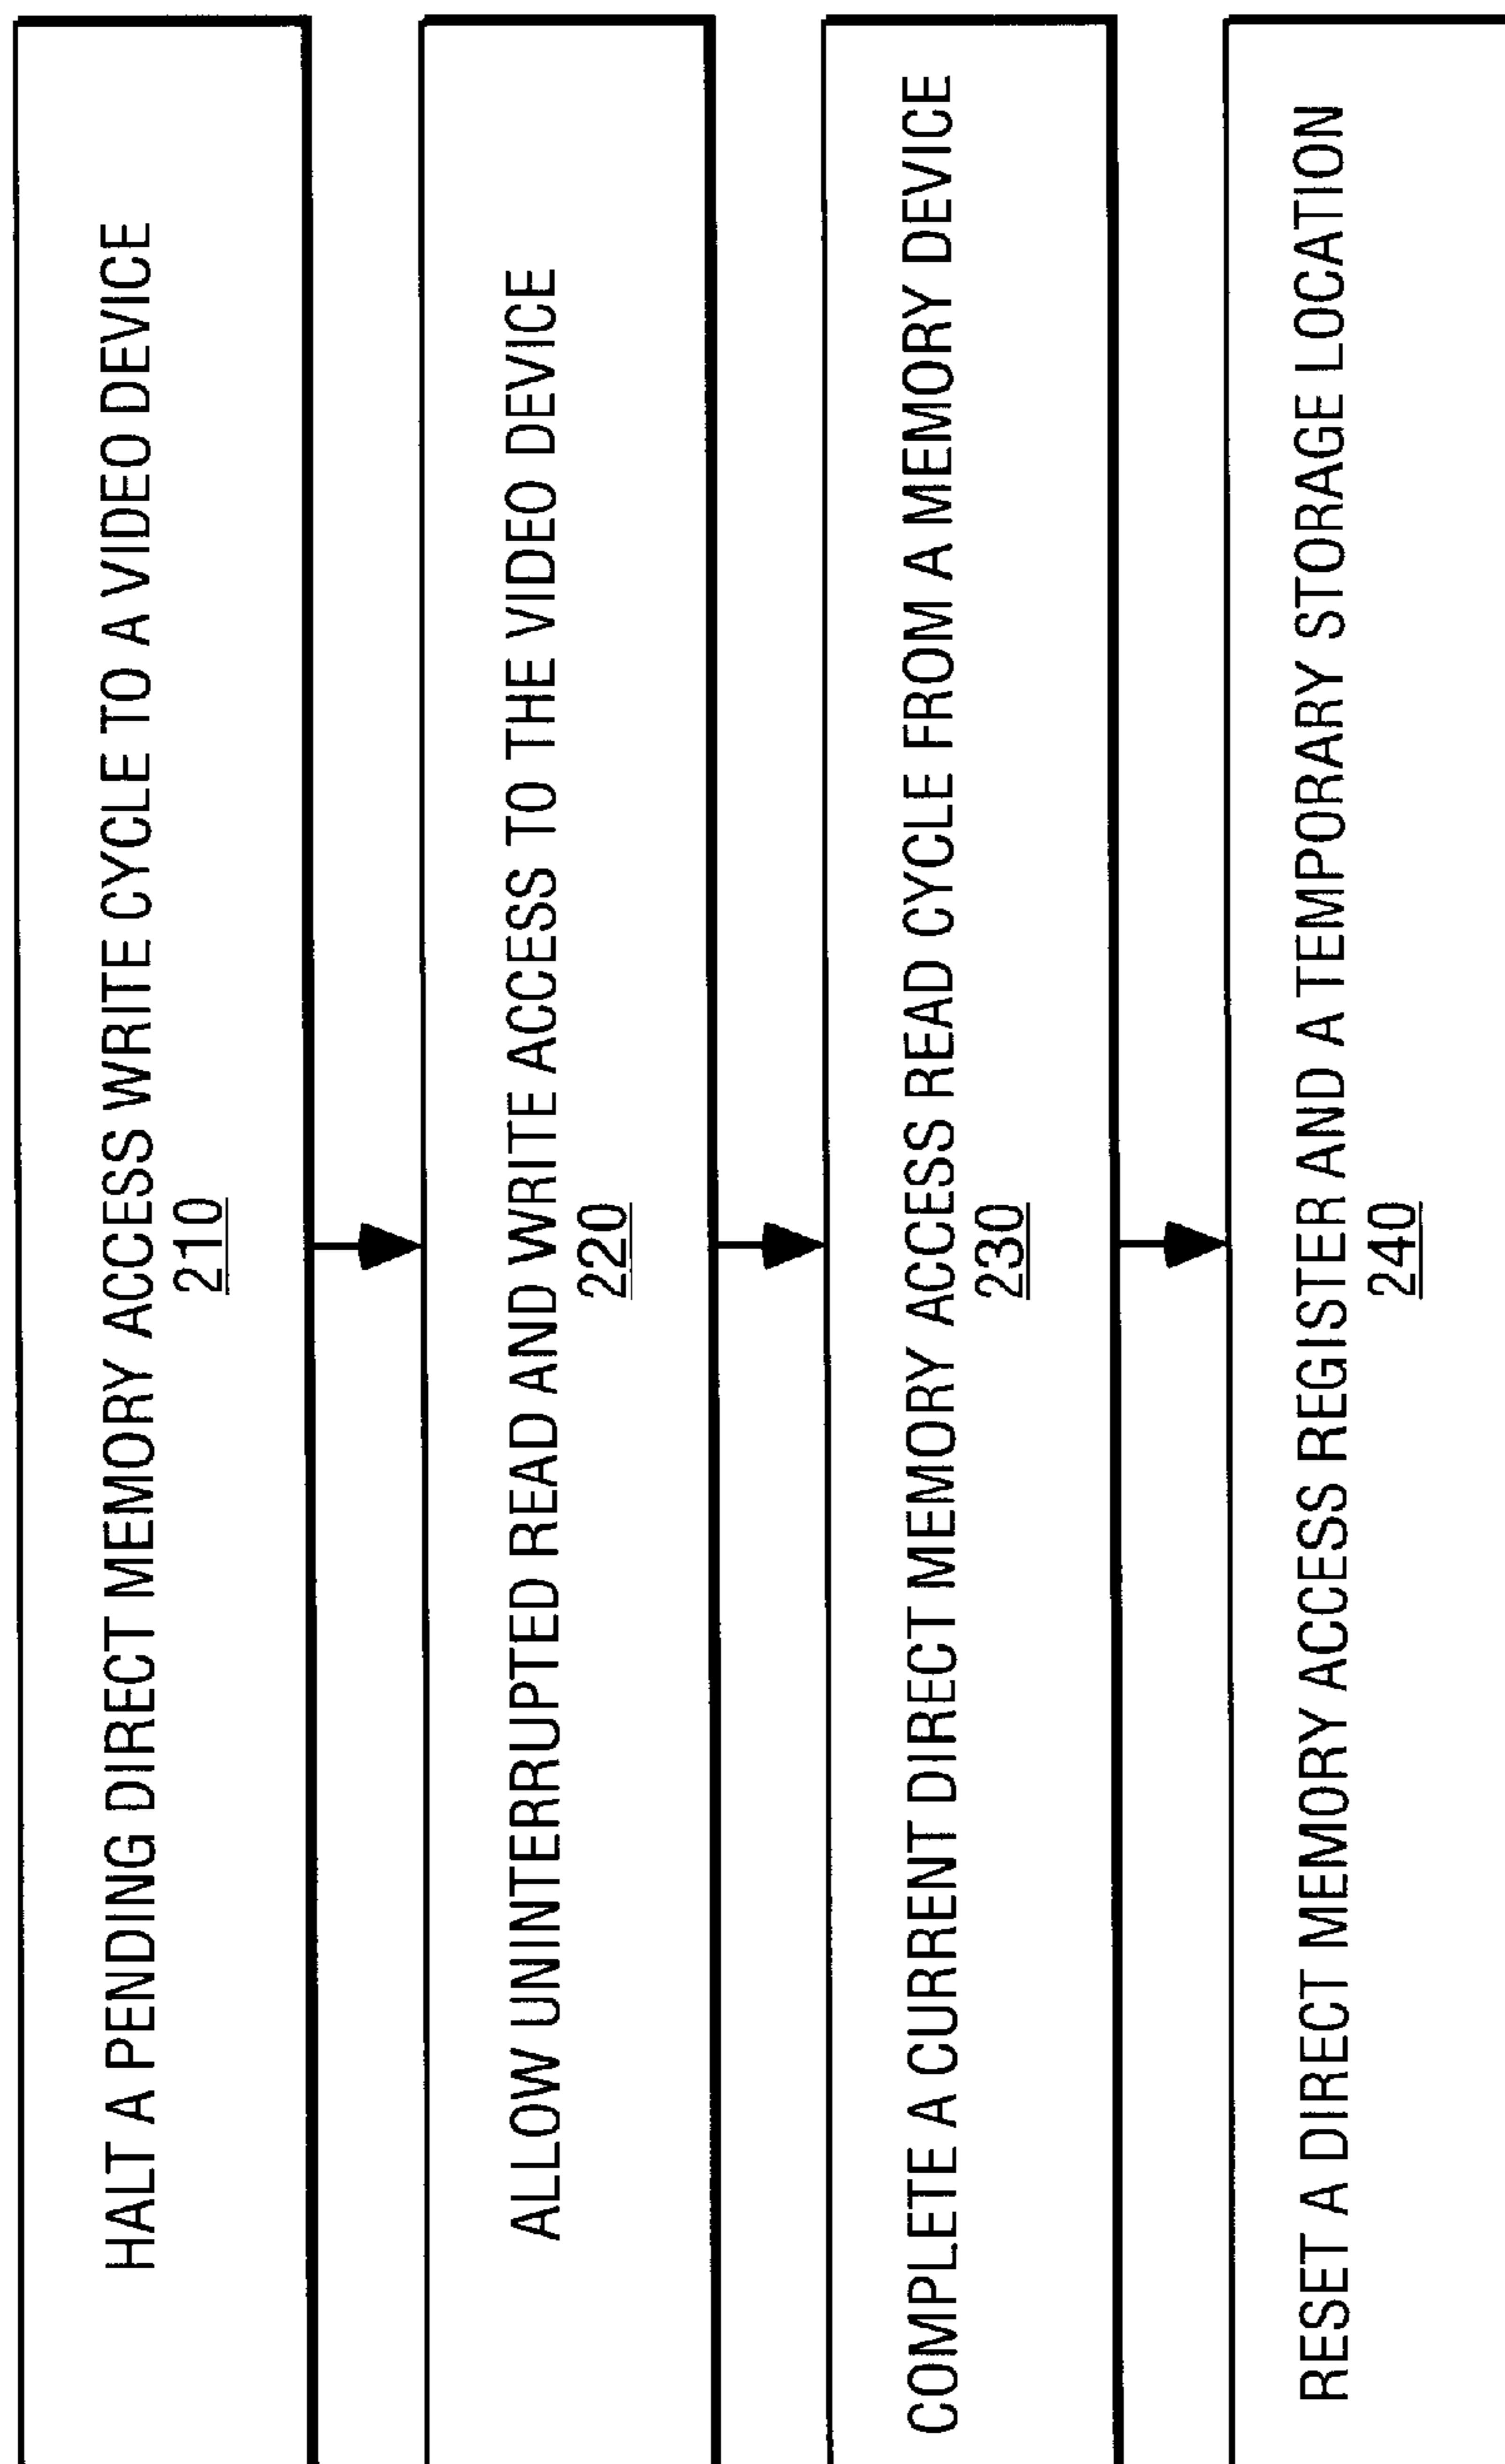 HALT A PENDING DIRECT MEMORY ACCESS WRITE CYCLE TO A VIDEO DEVICE
210
ALLOW UNINTERRUPTED READ AND WRITE ACCESS TO THE VIDEO DEVICE
220
COMPLETE A CURRENT DIRECT MEMORY ACCESS READ CYCLE FROM A MEMORY DEVICE
230
RESET A DIRECT MEMORY ACCESS REGISTER AND A TEMPORARY STORAGE LOCATION
240